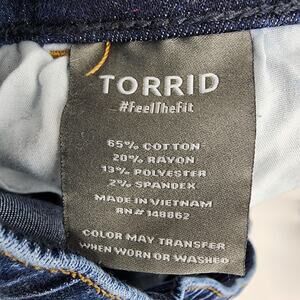 TORRID
#FeelTheFit
65% COTTON
20% RAYON
13% POLYESTER
2% SPANDEX
MADE IN VIETNAM
RN# 148862
COLOR MAY TRANSFER
WHEN WORN OR WASHED